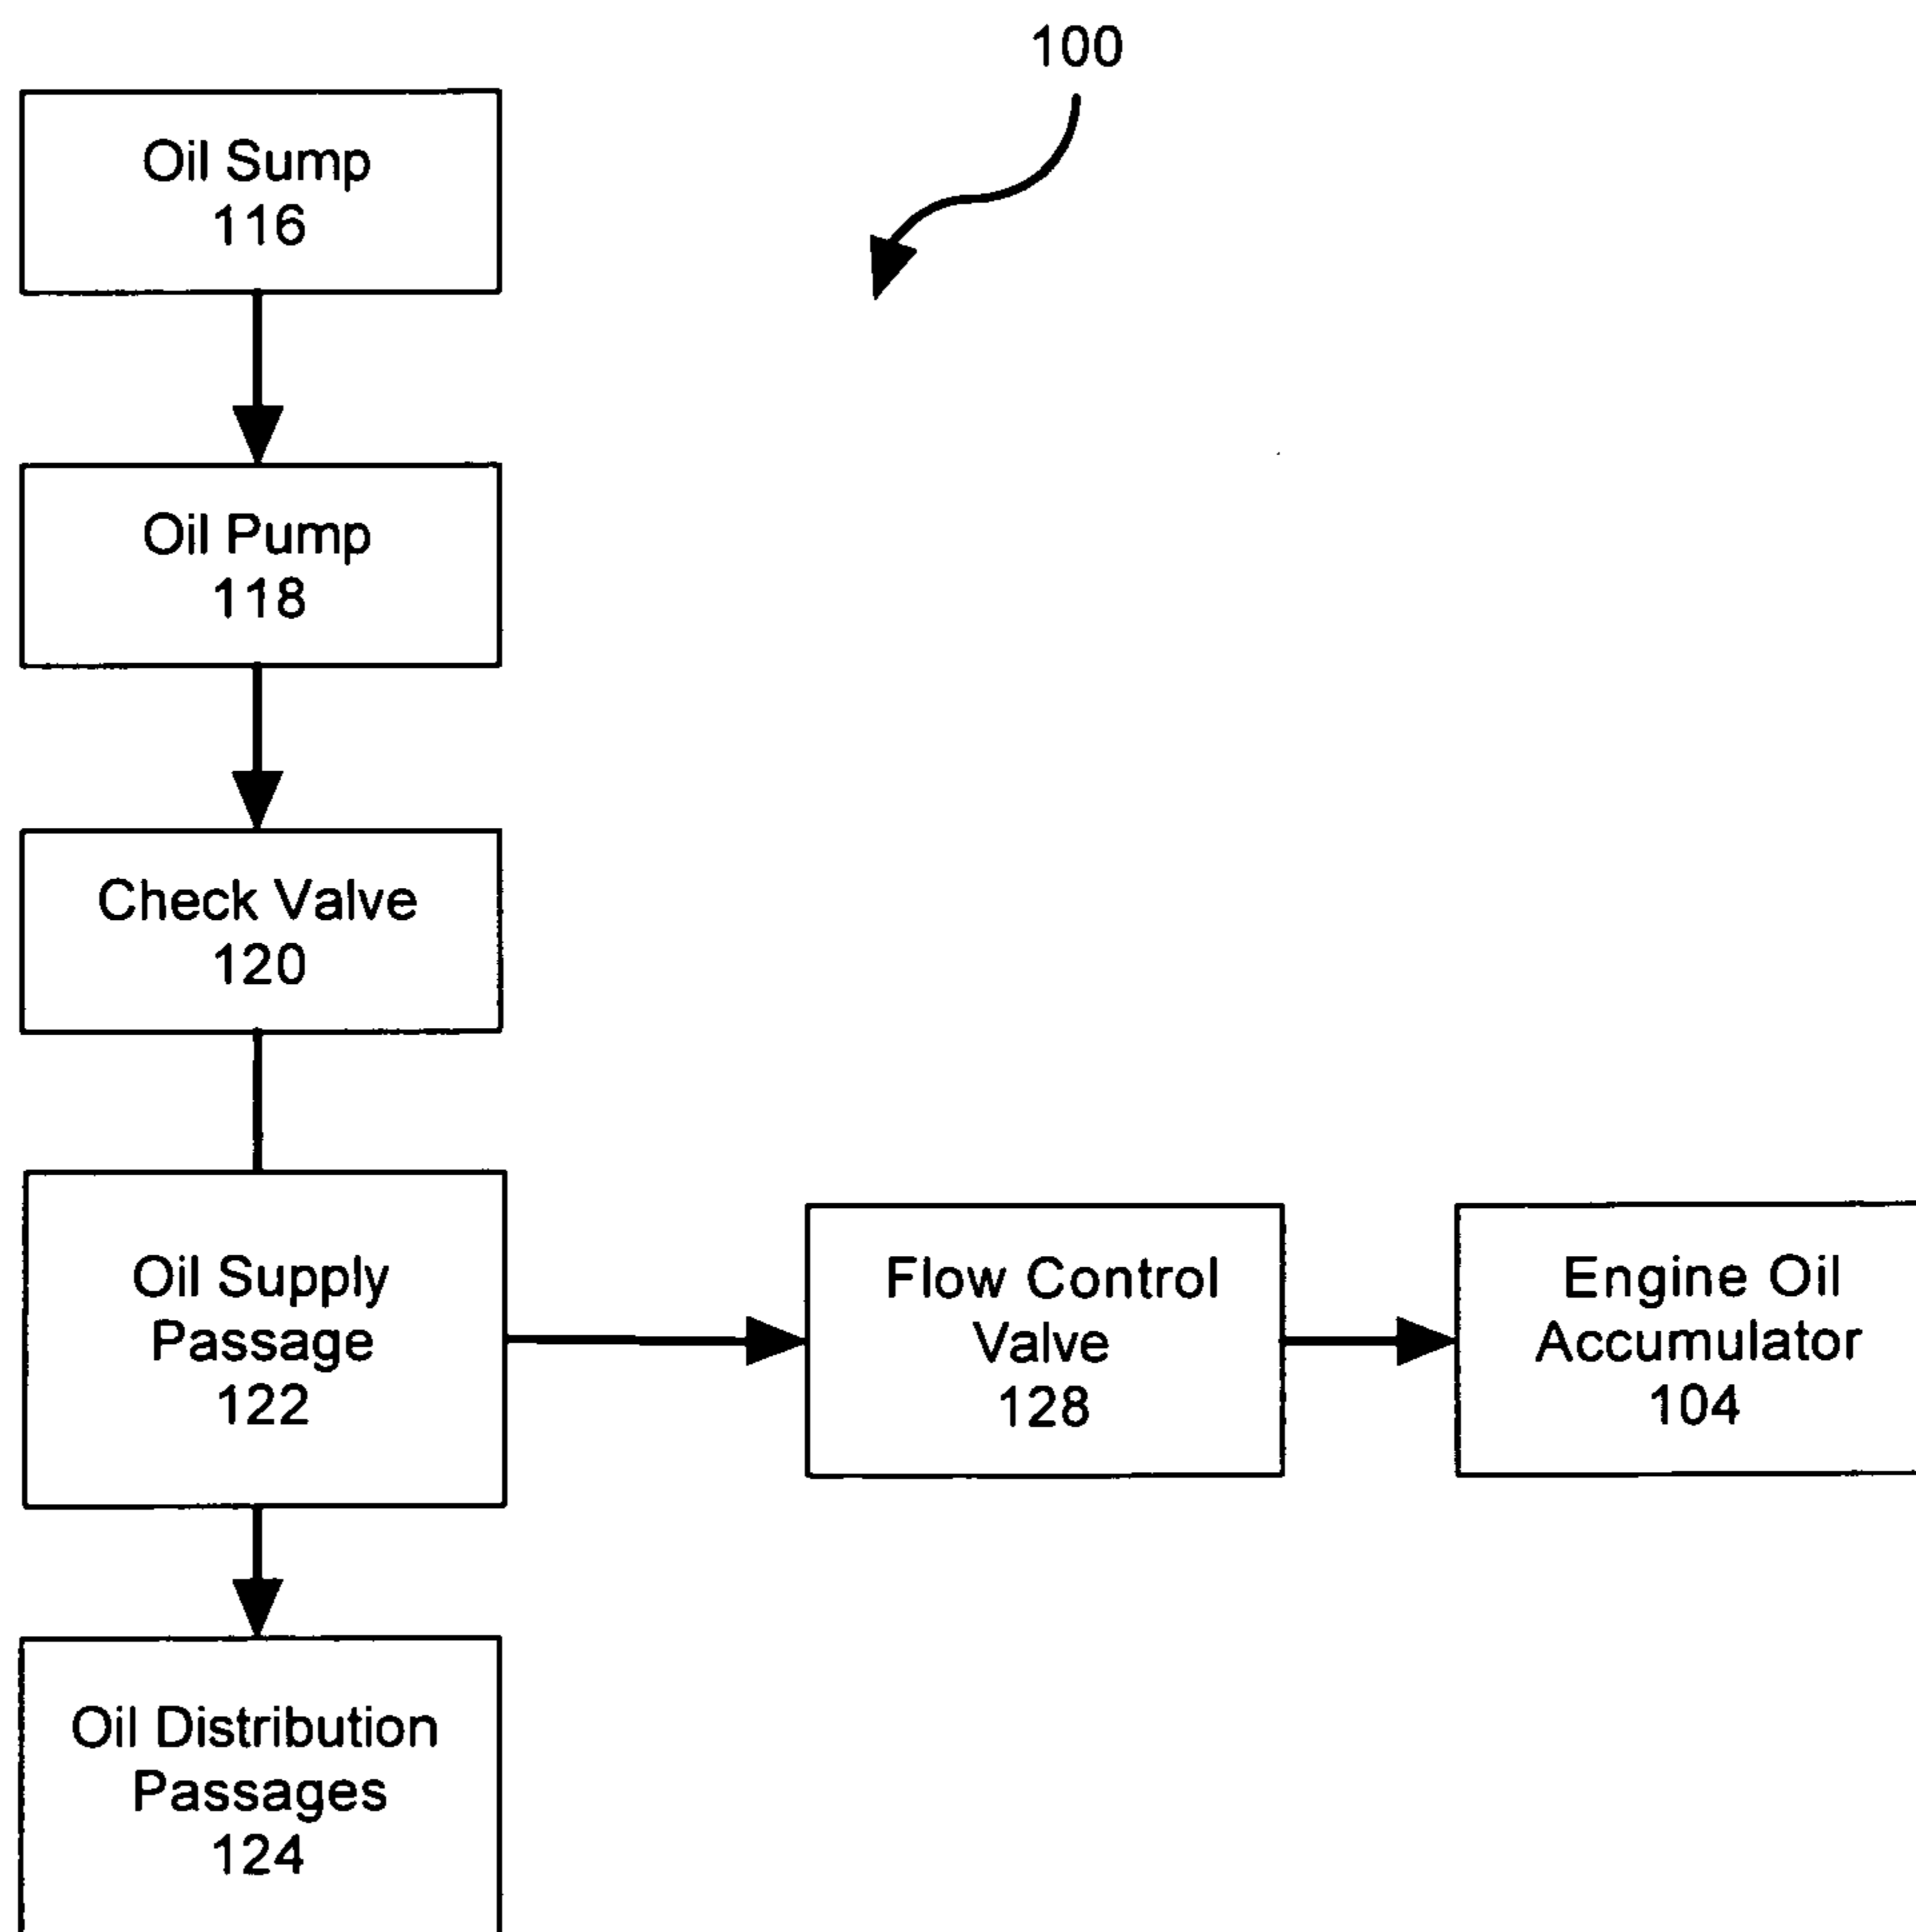 100
Oil Sump
116
Oil Pump
118
Check Valve
120
Oil Supply
Passage
122
Flow Control
Valve
128
Engine Oil
Accumulator
104
Oil Distribution
Passages
124